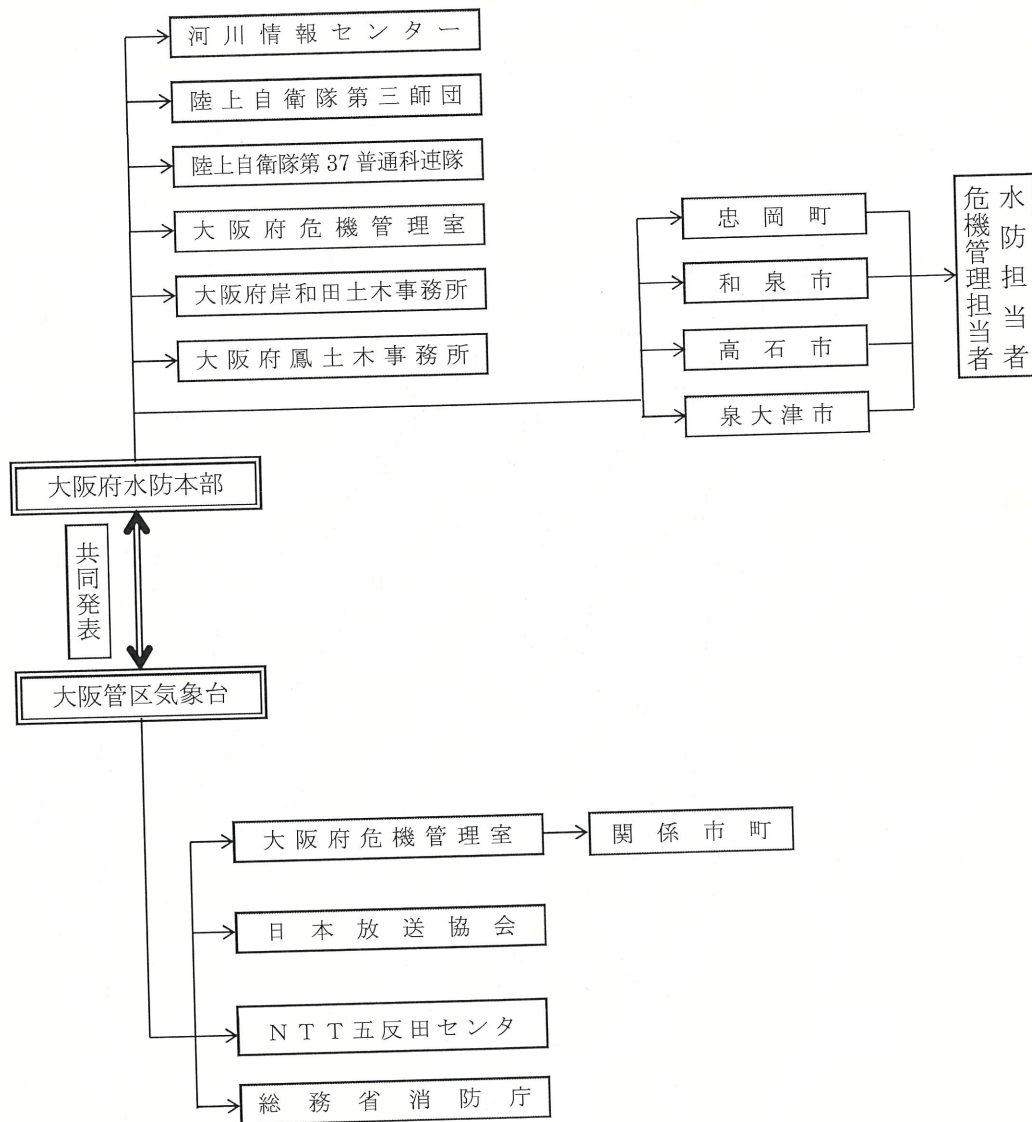 河川情報センター
陸上自衛隊第三師団
陸上自衛隊第37普通科連隊
大阪府危機管理室
大阪府岸和田土木事務所
大阪府鳳土木事務所
忠岡町
和泉市
高石市
泉大津市
水防担当者
危機管理担当者
大阪府水防本部
共同発表
大阪管区気象台
大阪府危機管理室
関係市町
日本放送協会
NTT五反田センタ
総務省消防庁